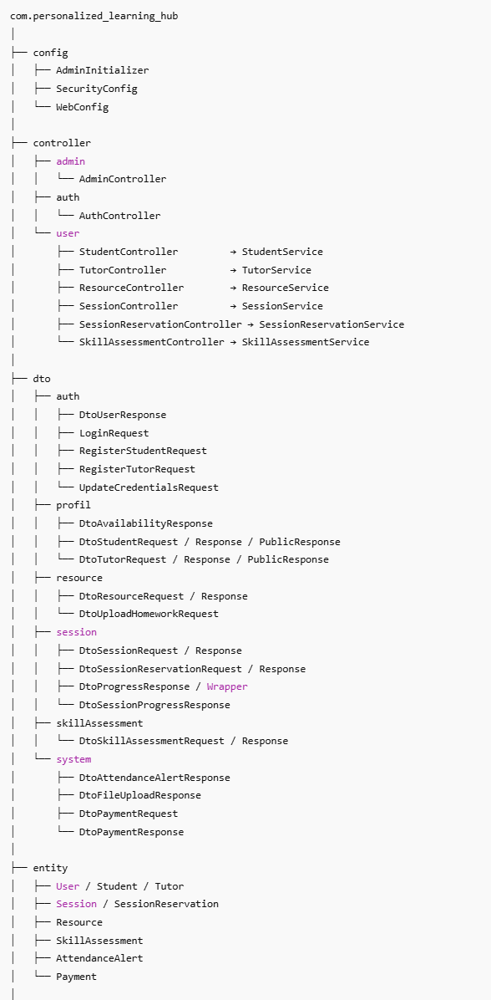 com.personalized_learning_hub
│
├── config
│   ├── AdminInitializer
│   ├── SecurityConfig
│   └── WebConfig
│
├── controller
│   ├── admin
│   │   └── AdminController
│   ├── auth
│   │   └── AuthController
│   └── user
│       ├── StudentController         → StudentService
│       ├── TutorController           → TutorService
│       ├── ResourceController        → ResourceService
│       ├── SessionController         → SessionService
│       ├── SessionReservationController → SessionReservationService
│       └── SkillAssessmentController → SkillAssessmentService
│
├── dto
│   ├── auth
│   │   ├── DtoUserResponse
│   │   ├── LoginRequest
│   │   ├── RegisterStudentRequest
│   │   ├── RegisterTutorRequest
│   │   └── UpdateCredentialsRequest
│   ├── profil
│   │   ├── DtoAvailabilityResponse
│   │   ├── DtoStudentRequest / Response / PublicResponse
│   │   └── DtoTutorRequest / Response / PublicResponse
│   ├── resource
│   │   ├── DtoResourceRequest / Response
│   │   └── DtoUploadHomeworkRequest
│   ├── session
│   │   ├── DtoSessionRequest / Response
│   │   ├── DtoSessionReservationRequest / Response
│   │   ├── DtoProgressResponse / Wrapper
│   │   └── DtoSessionProgressResponse
│   ├── skillAssessment
│   │   └── DtoSkillAssessmentRequest / Response
│   └── system
│       ├── DtoAttendanceAlertResponse
│       ├── DtoFileUploadResponse
│       ├── DtoPaymentRequest
│       └── DtoPaymentResponse
│
├── entity
│   ├── User / Student / Tutor
│   ├── Session / SessionReservation
│   ├── Resource
│   ├── SkillAssessment
│   ├── AttendanceAlert
│   └── Payment
│